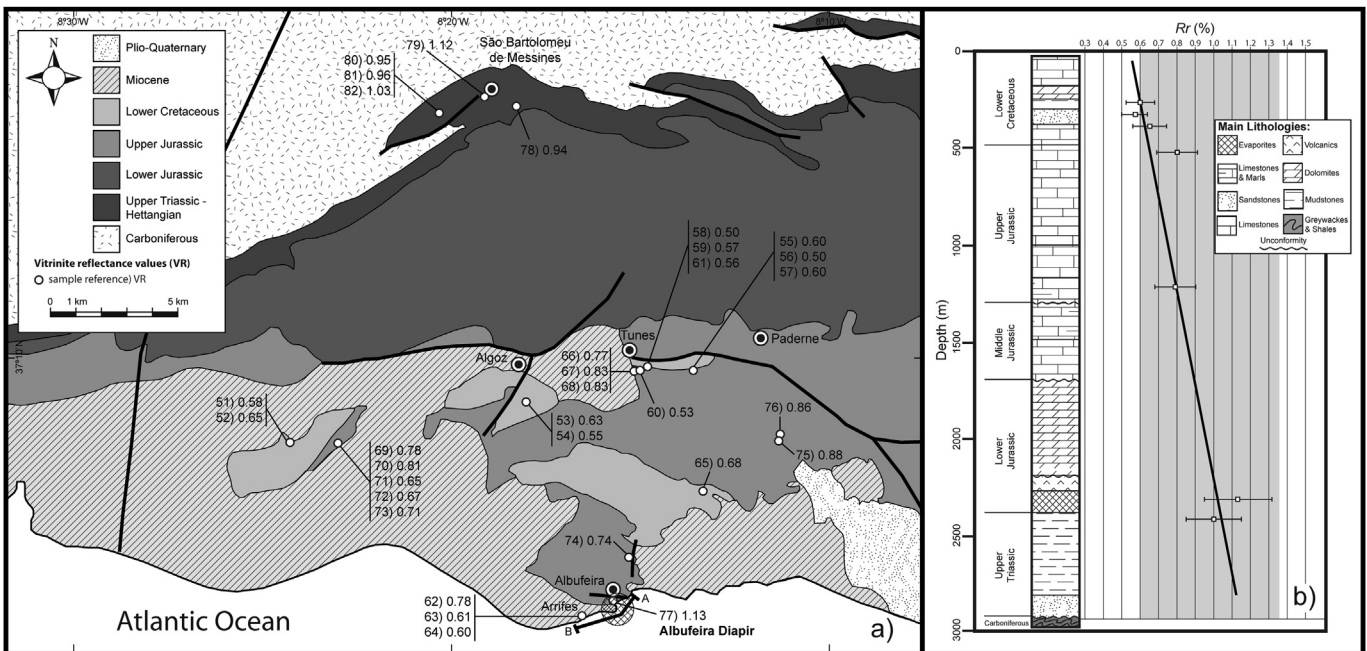 8°30'W
8°20'
8°10'
N
Plio-Quaternary
Miocene
Lower Cretaceous
Upper Jurassic
Lower Jurassic
Upper Triassic -
Hettangian
Carboniferous
Vitrinite reflectance values (VR)
sample reference) VR
0 1 km 5 km
37°10'N
79) 1.12
São Bartolomeu
de Messines
80) 0.95
81) 0.96
82) 1.03
78) 0.94
58) 0.50
59) 0.57
61) 0.56
55) 0.60
56) 0.50
57) 0.60
Tunes
Paderne
Algoz
66) 0.77
67) 0.83
68) 0.83
60) 0.53
51) 0.58
52) 0.65
53) 0.63
54) 0.55
76) 0.86
75) 0.88
69) 0.78
70) 0.81
71) 0.65
72) 0.67
73) 0.71
65) 0.68
74) 0.74
Albufeira
A
62) 0.78
63) 0.61
64) 0.60
Arrifes
B
77) 1.13
Albufeira Diapir
Atlantic Ocean
a)
Rr (%)
0.3 0.4 0.5 0.6 0.7 0.8 0.9 1.0 1.1 1.2 1.3 1.4 1.5
0
500
1000
1500
2000
2500
3000
Depth (m)
Lower
Cretaceous
Upper
Jurassic
Middle
Jurassic
Lower
Jurassic
Upper
Triassic
Carboniferous
Main Lithologies:
Evaporites
Volcanics
Limestones
& Marls
Dolomites
Sandstones
Mudstones
Limestones
Greywackes
& Shales
Unconformity
b)